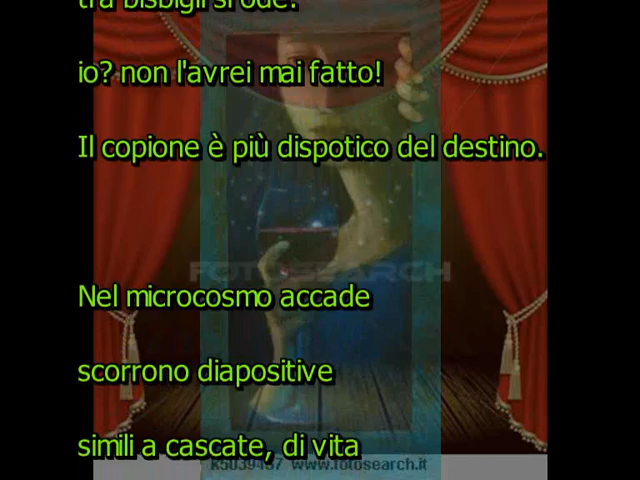 tra bisbigli si ode:
io? non l'avrei mai fatto!
Il copione è più dispotico del destino.
FOTOSEARCH
Nel microcosmo accade
scorrono diapositive
simili a cascate, di vita
www.fotosearch.it